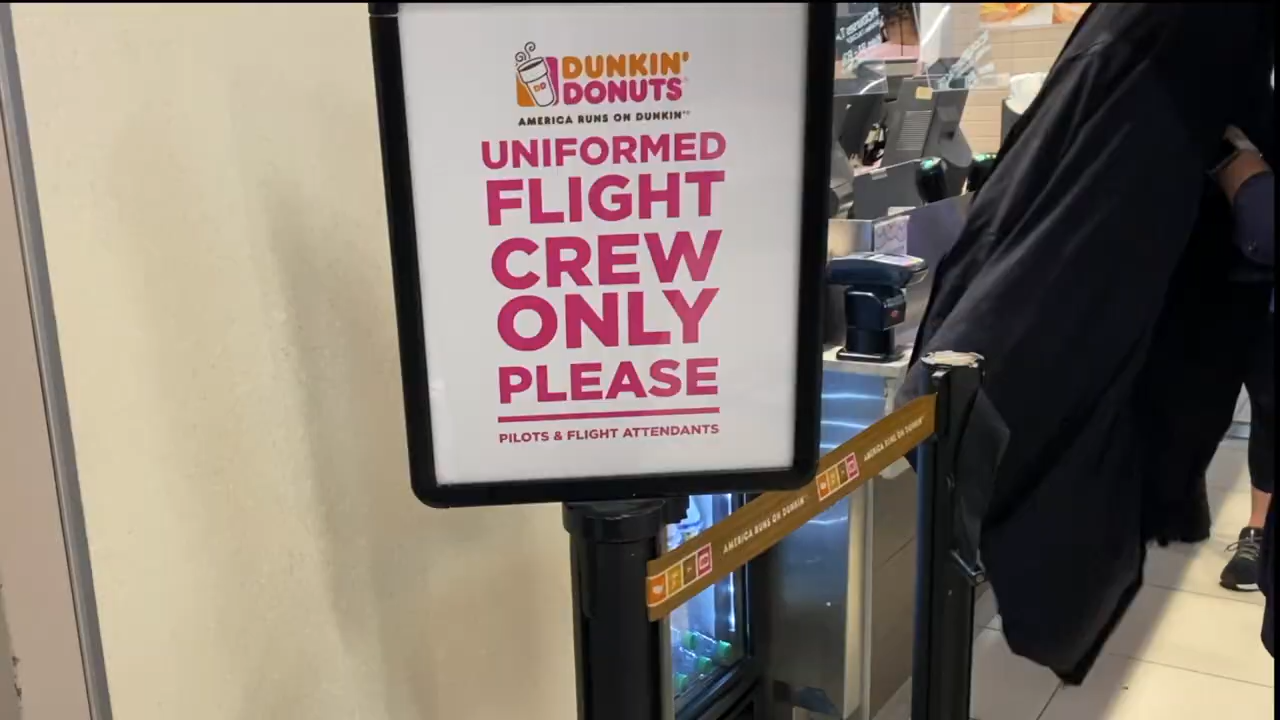 DUNKIN'
DONUTS
AMERICA RUNS ON DUNKIN'
UNIFORMED
FLIGHT
CREW
ONLY
PLEASE
PILOTS & FLIGHT ATTENDANTS
AMERICA RUNS ON DUNKIN'
AMERICA RUNS ON DUNKIN'